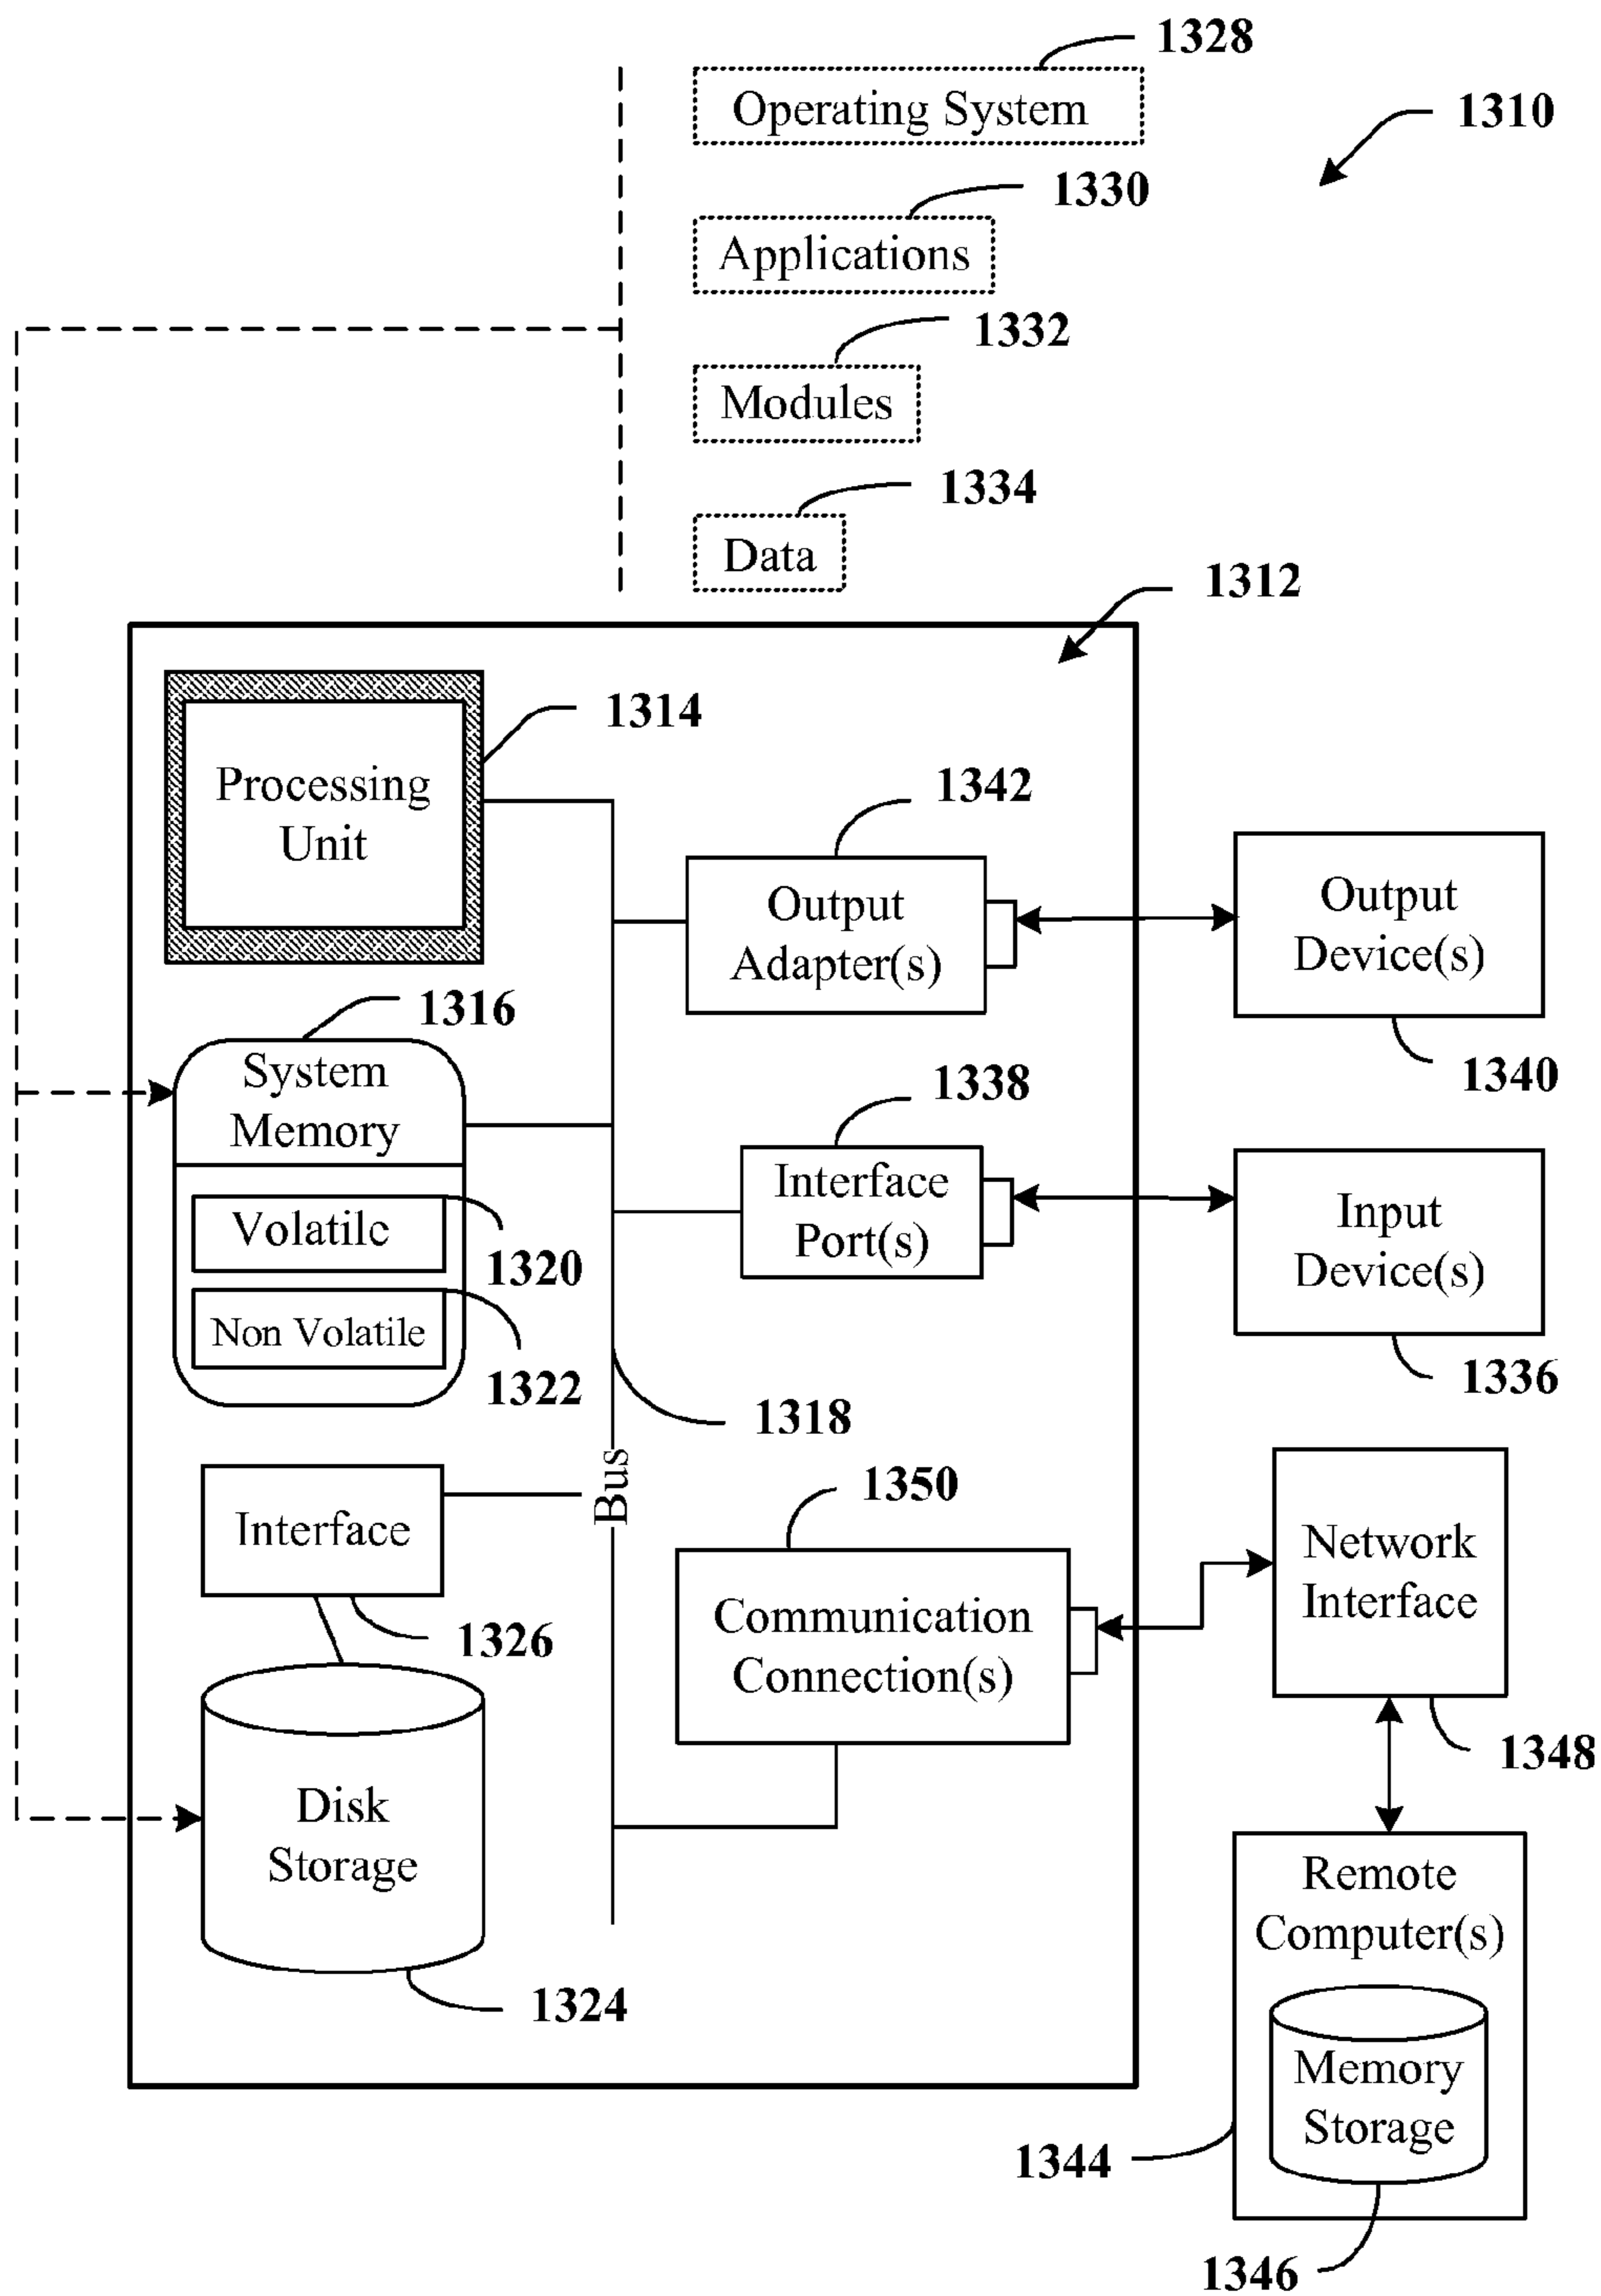 1328
Operating System
1310
1330
Applications
1332
Modules
1334
Data
1312
1314
Processing
Unit
1342
Output
Adapter(s)
Output
Device(s)
1340
1316
System
Memory
Volatile
1320
Non Volatile
1322
1338
Interface
Port(s)
Input
Device(s)
1336
1318
Bus
Interface
1326
1350
Communication
Connection(s)
Network
Interface
1348
Disk
Storage
1324
Remote
Computer(s)
Memory
Storage
1344
1346